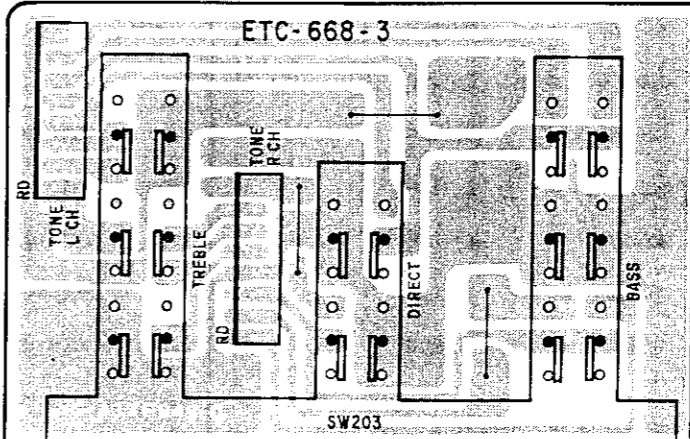 ETC-668-3
RD
TONE
L CH
TREBLE
TONE
R CH
RD
DIRECT
BASS
SW203